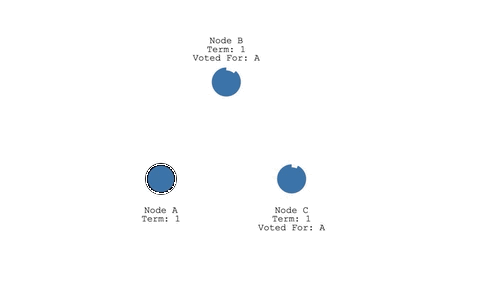 Node B
Term: 1
Voted For: A
Node A
Term: 1
Node C
Term: 1
Voted For: A